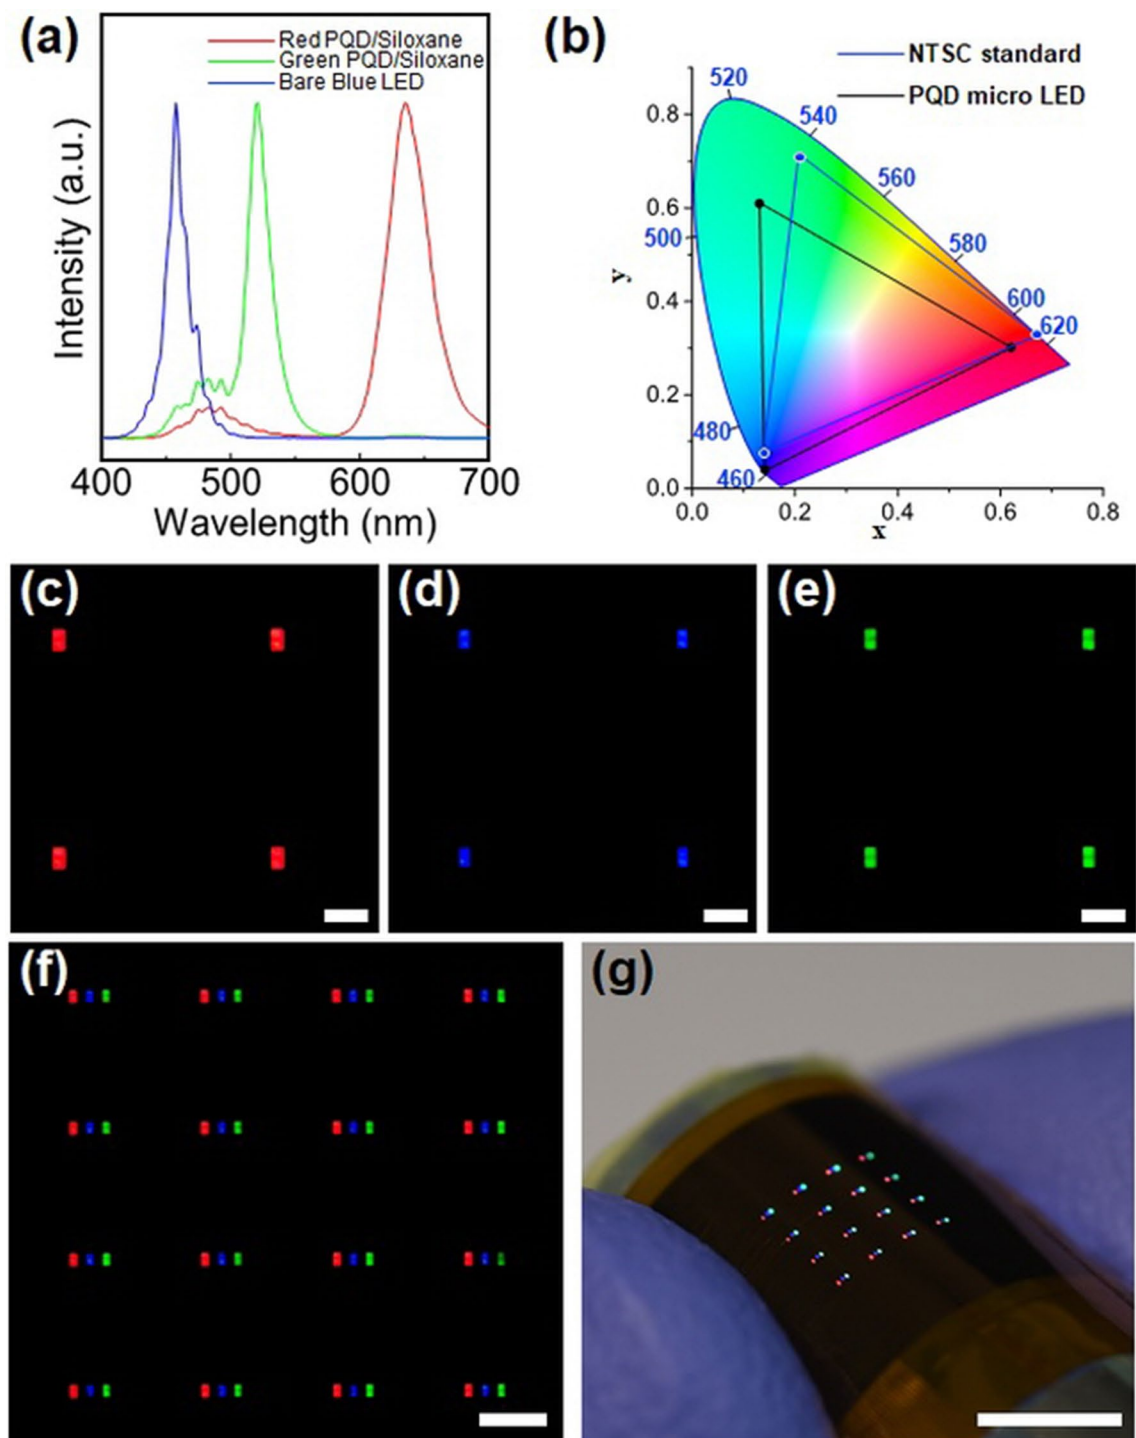 (a)
Red PQD/Siloxane
Green PQD/Siloxane
Bare Blue LED
Intensity (a.u.)
400 500 600 700
Wavelength (nm)
(b)
NTSC standard
PQD micro LED
520
540
560
580
600
620
500
480
460
0.8
0.6
0.4
0.2
0.0
y
0.0 0.2 0.4 0.6 0.8
x
(c)
(d)
(e)
(f)
(g)